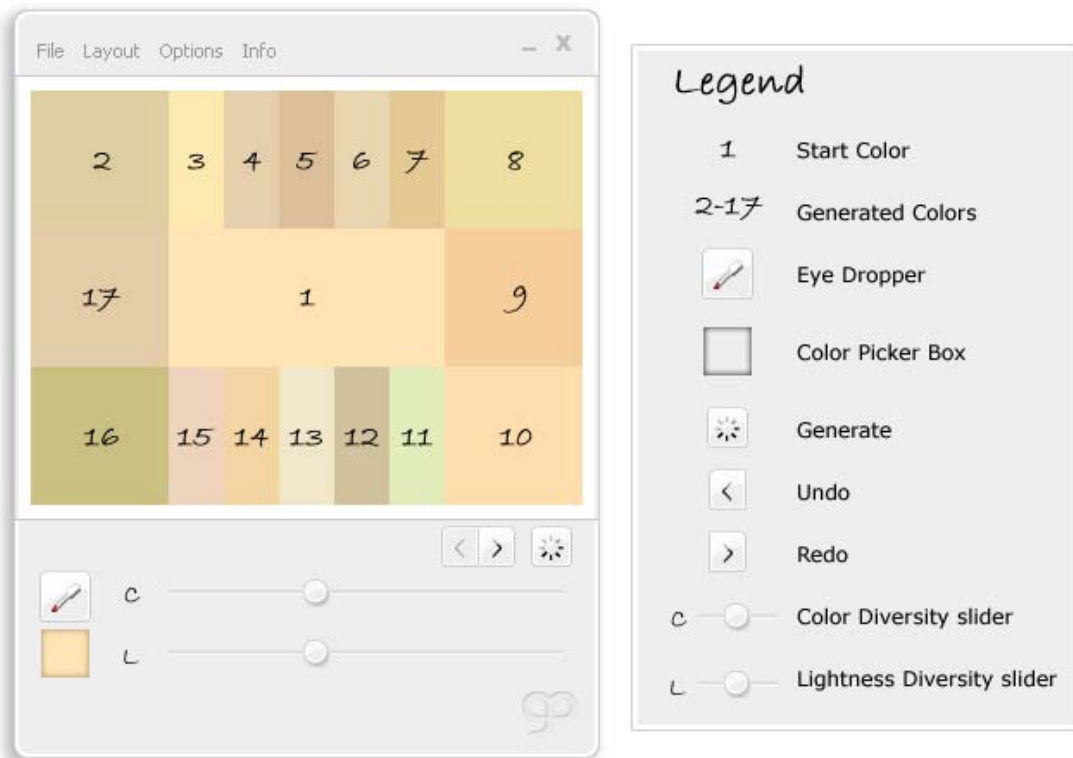 File Layout Options Info
2 3 4 5 6 7 8
17 1 9
16 15 14 13 12 11 10
C
L
gp
Legend
1 Start Color
2-17 Generated Colors
Eye Dropper
Color Picker Box
Generate
Undo
Redo
C Color Diversity slider
L Lightness Diversity slider